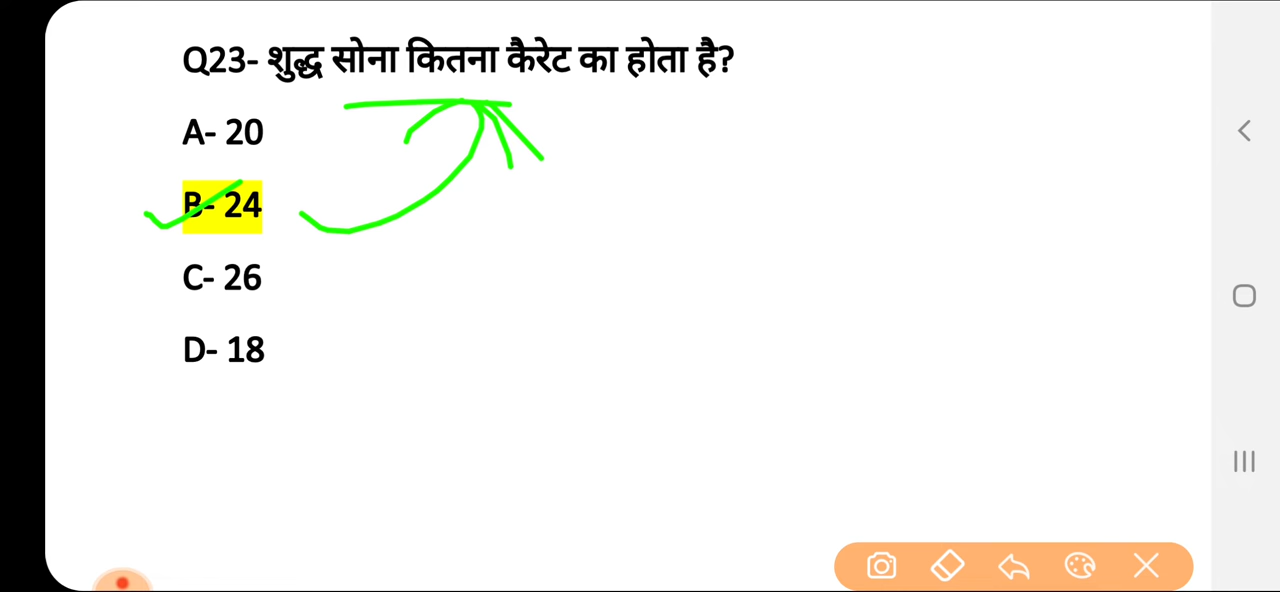 Q23- शुद्ध सोना कितना कैरेट का होता है?
A- 20
B- 24
C- 26
D- 18